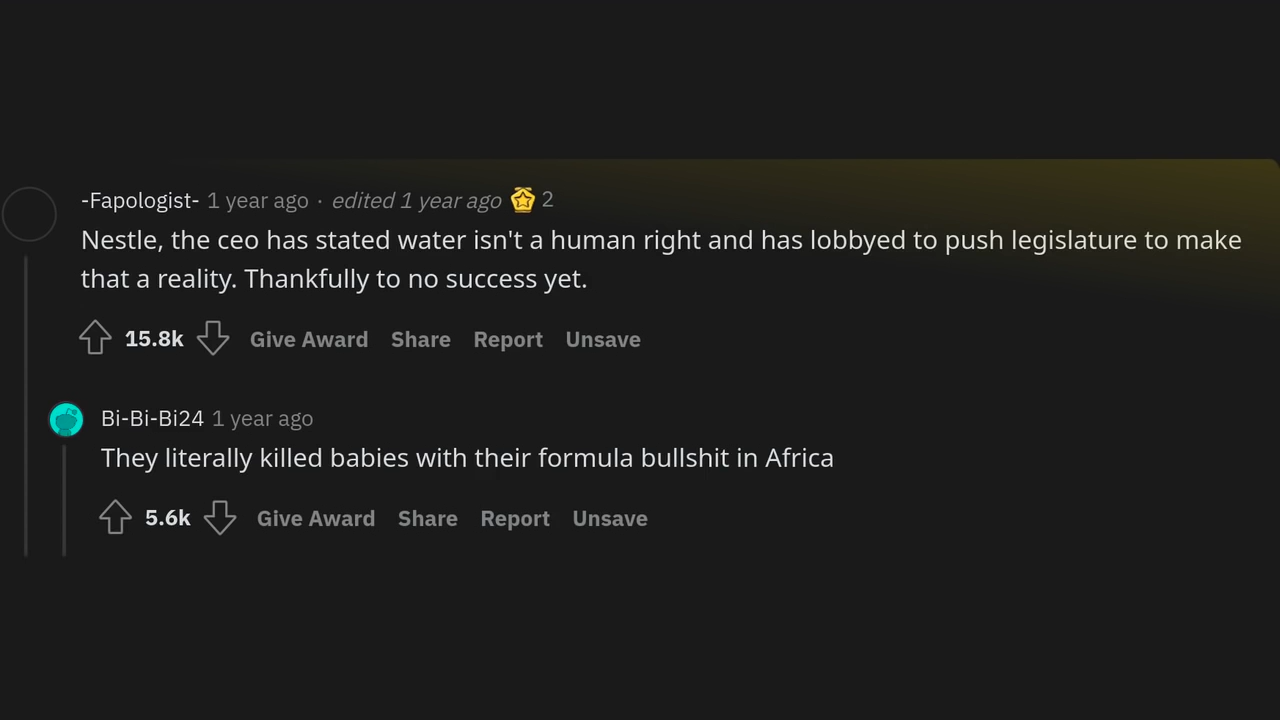 -Fapologist- 1 year ago · edited 1 year ago 2
Nestle, the ceo has stated water isn't a human right and has lobbyed to push legislature to make
that a reality. Thankfully to no success yet.
15.8k Give Award Share Report Unsave
Bi-Bi-Bi24 1 year ago
They literally killed babies with their formula bullshit in Africa
5.6k Give Award Share Report Unsave